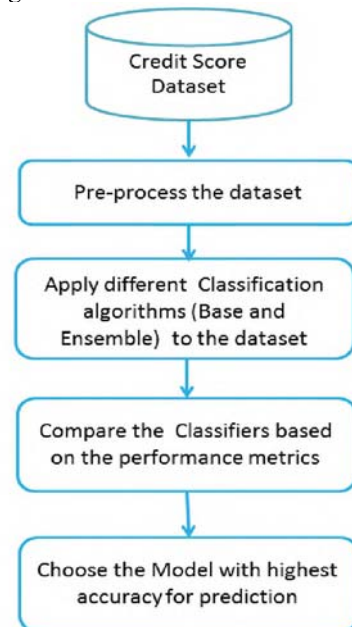 Credit Score
Dataset
Pre-process the dataset
Apply different Classification
algorithms (Base and
Ensemble) to the dataset
Compare the Classifiers based
on the performance metrics
Choose the Model with highest
accuracy for prediction